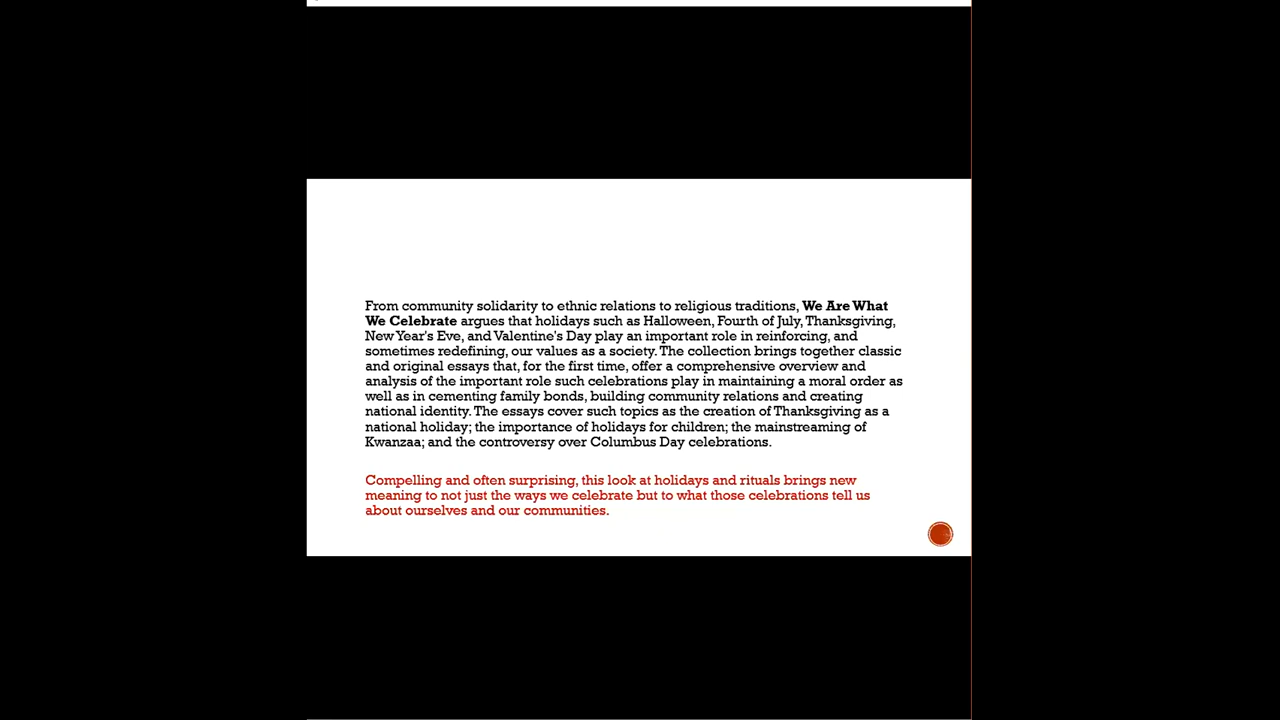 From community solidarity to ethnic relations to religious traditions, We Are What
We Celebrate argues that holidays such as Halloween, Fourth of July, Thanksgiving,
New Year's Eve, and Valentine's Day play an important role in reinforcing, and
sometimes redefining, our values as a society. The collection brings together classic
and original essays that, for the first time, offer a comprehensive overview and
analysis of the important role such celebrations play in maintaining a moral order as
well as in cementing family bonds, building community relations and creating
national identity. The essays cover such topics as the creation of Thanksgiving as a
national holiday; the importance of holidays for children; the mainstreaming of
Kwanzaa; and the controversy over Columbus Day celebrations.
Compelling and often surprising, this look at holidays and rituals brings new
meaning to not just the ways we celebrate but to what those celebrations tell us
about ourselves and our communities.